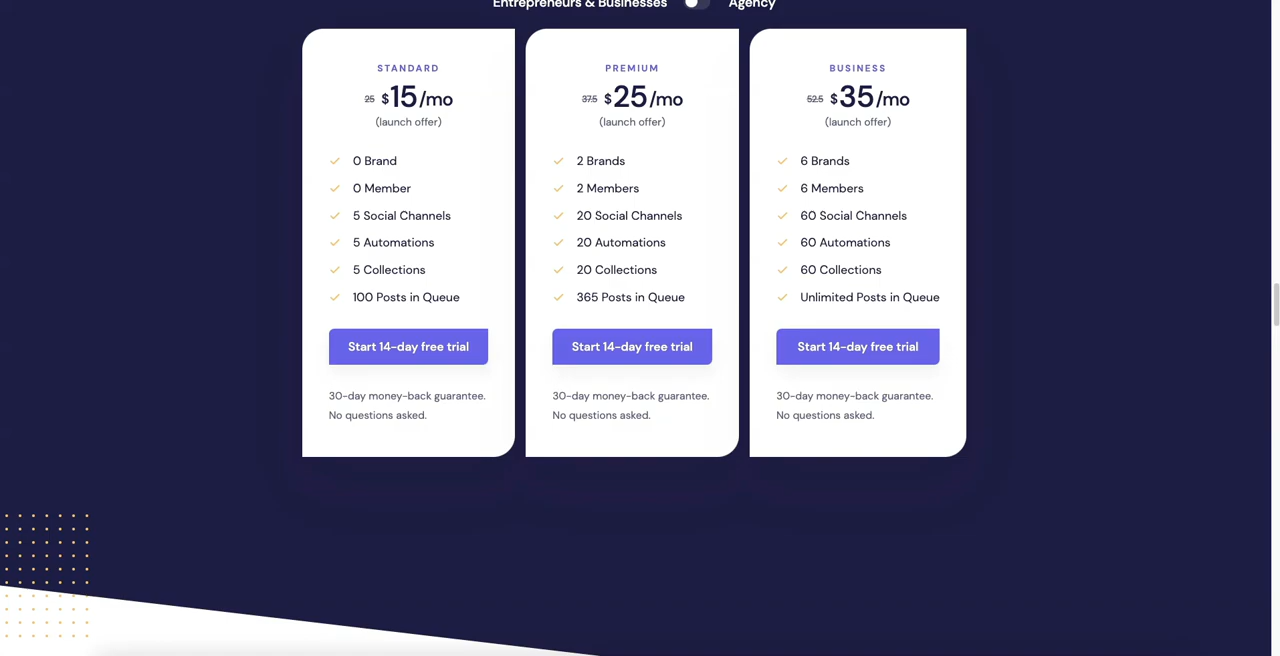 Entrepreneurs & Businesses Agency
STANDARD
25 $15/mo
(launch offer)
0 Brand
0 Member
5 Social Channels
5 Automations
5 Collections
100 Posts in Queue
Start 14-day free trial
30-day money-back guarantee.
No questions asked.
PREMIUM
37.5 $25/mo
(launch offer)
2 Brands
2 Members
20 Social Channels
20 Automations
20 Collections
365 Posts in Queue
Start 14-day free trial
30-day money-back guarantee.
No questions asked.
BUSINESS
52.5 $35/mo
(launch offer)
6 Brands
6 Members
60 Social Channels
60 Automations
60 Collections
Unlimited Posts in Queue
Start 14-day free trial
30-day money-back guarantee.
No questions asked.